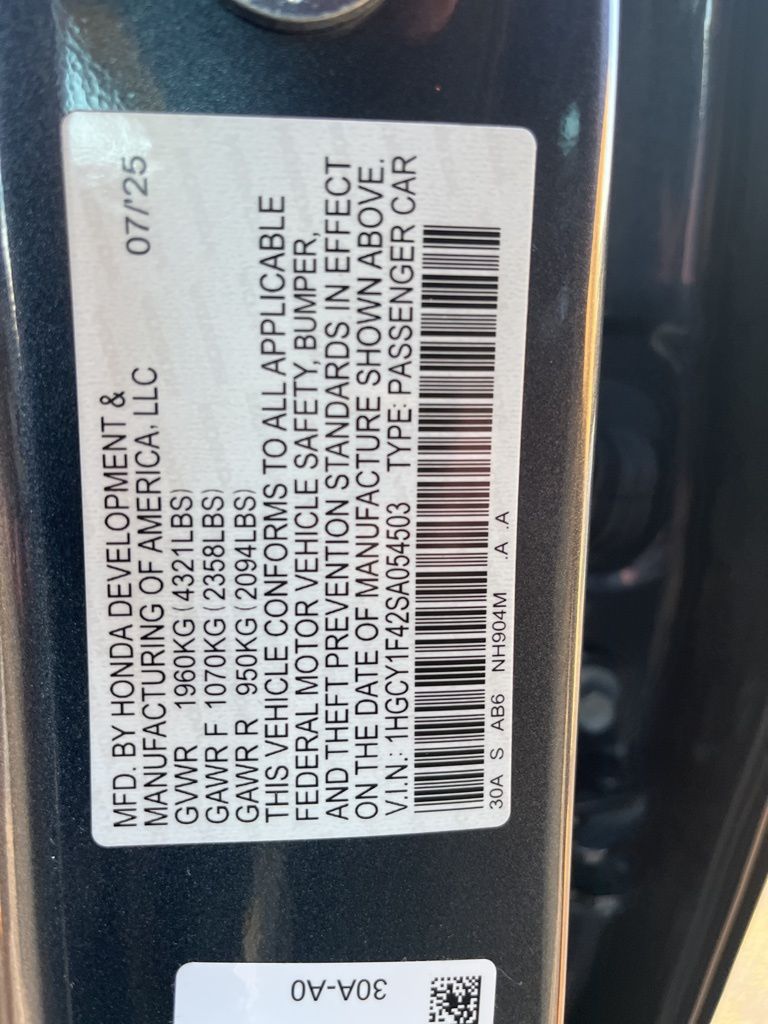 MFD. BY HONDA DEVELOPMENT &
MANUFACTURING OF AMERICA, LLC 07/'25
GVWR 1960KG (4321LBS)
GAWR F 1070KG (2358LBS)
GAWR R 950KG (2094LBS)
THIS VEHICLE CONFORMS TO ALL APPLICABLE
FEDERAL MOTOR VEHICLE SAFETY, BUMPER,
AND THEFT PREVENTION STANDARDS IN EFFECT
ON THE DATE OF MANUFACTURE SHOWN ABOVE.
V.I.N.: 1HGCY1F42SA054503 TYPE: PASSENGER CAR
30A S AB6 NH904M .A .A
30A-A0